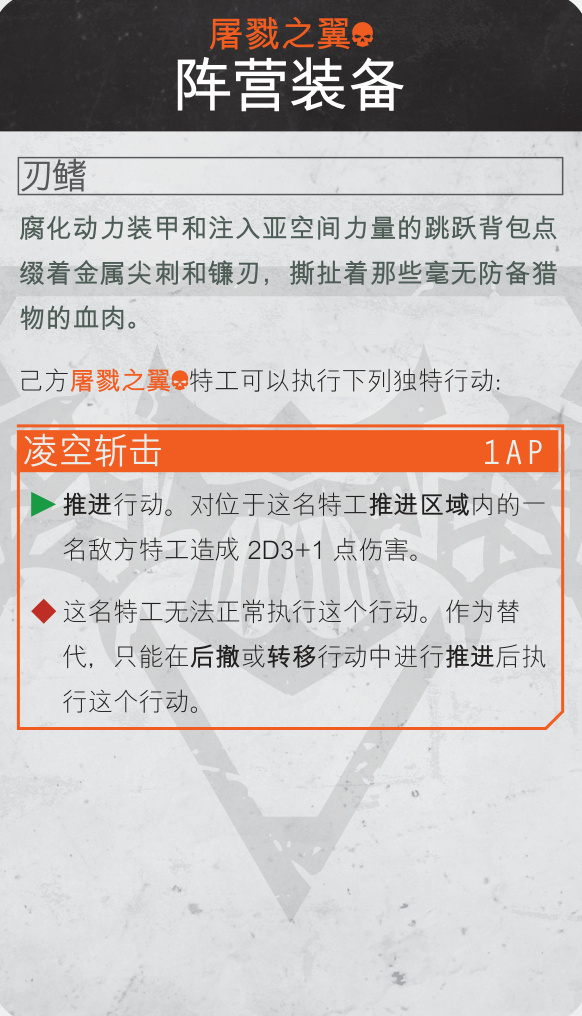 屠戮之翼
阵营装备
刃鳍
腐化动力装甲和注入亚空间力量的跳跃背包点
缀着金属尖刺和镰刃，撕扯着那些毫无防备猎
物的血肉。
己方屠戮之翼特工可以执行下列独特行动:
凌空斩击 1AP
推进行动。对位于这名特工推进区域内的一
名敌方特工造成 2D3+1 点伤害。
这名特工无法正常执行这个行动。作为替
代，只能在后撤或转移行动中进行推进后执
行这个行动。